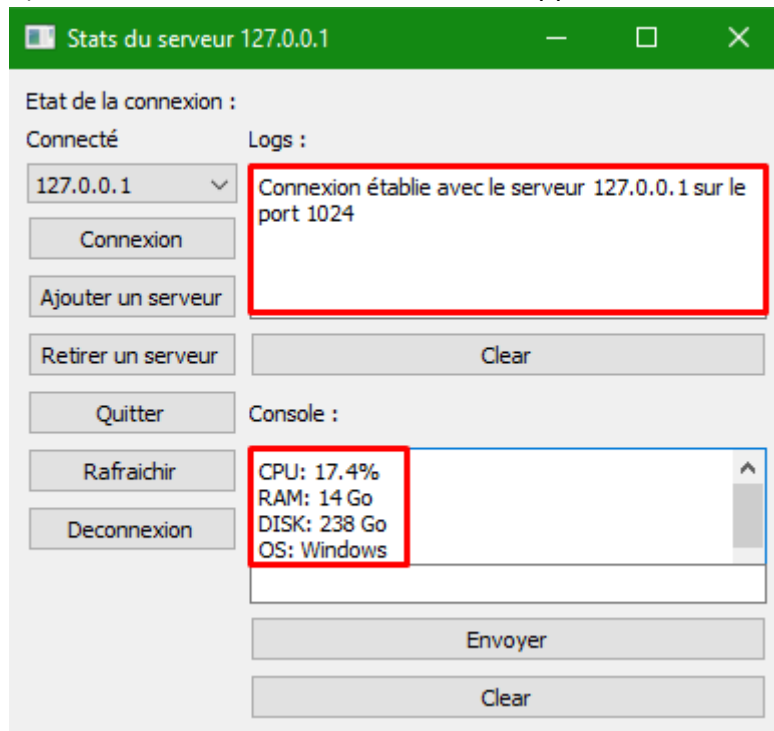 Stats du serveur 127.0.0.1
Etat de la connexion :
Connecté
Logs :
127.0.0.1
Connexion établie avec le serveur 127.0.0.1 sur le
port 1024
Connexion
Ajouter un serveur
Retirer un serveur
Clear
Quitter
Console :
Rafraichir
CPU: 17.4%
RAM: 14 Go
DISK: 238 Go
OS: Windows
Deconnexion
Envoyer
Clear